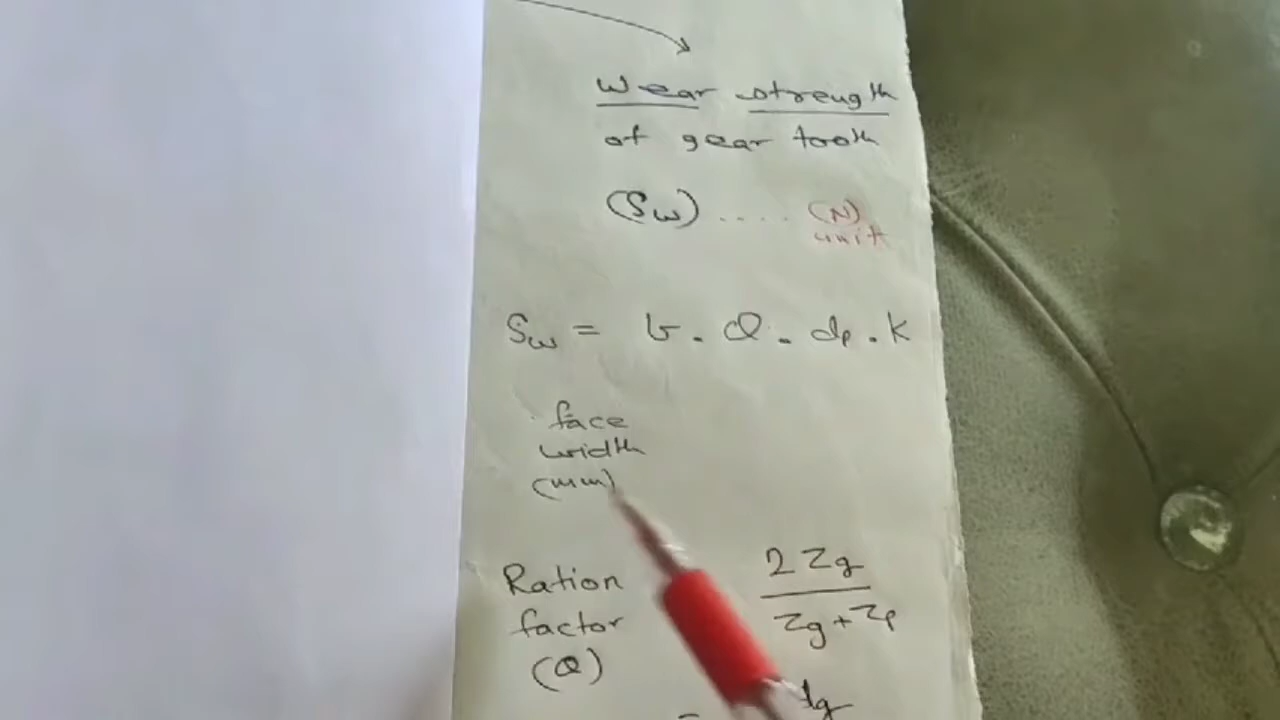 Wear strength
of gear tooth
(Sw) .... (N)
unit
Sw = b . Q . dp . k
face
width
(mm)
Ration
factor
(Q)
2 Zg
Zg + Zp
=